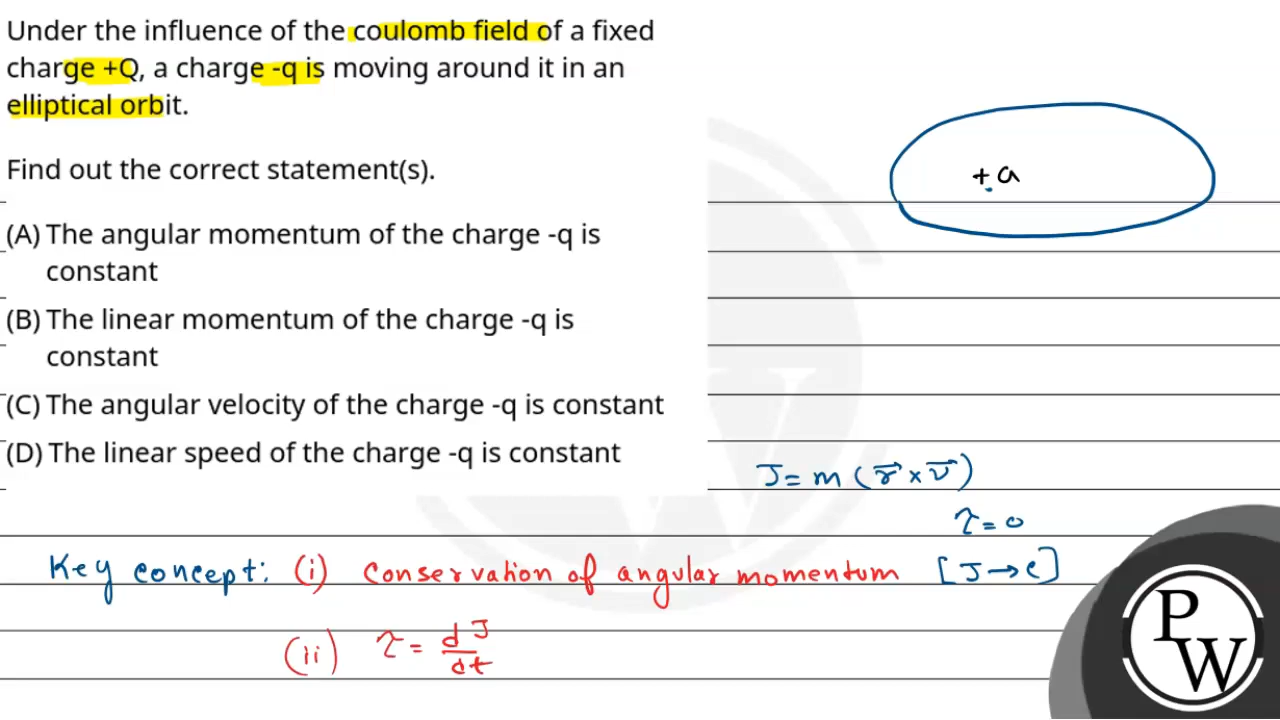 Under the influence of the coulomb field of a fixed
charge +Q, a charge -q is moving around it in an
elliptical orbit.
Find out the correct statement(s).
(A) The angular momentum of the charge -q is
constant
(B) The linear momentum of the charge -q is
constant
(C) The angular velocity of the charge -q is constant
(D) The linear speed of the charge -q is constant
+Q
J = m (r⃗ × v⃗)
τ = 0
Key concept: (i) conservation of angular momentum [J → c]
(ii) τ = dJ/dt
PW